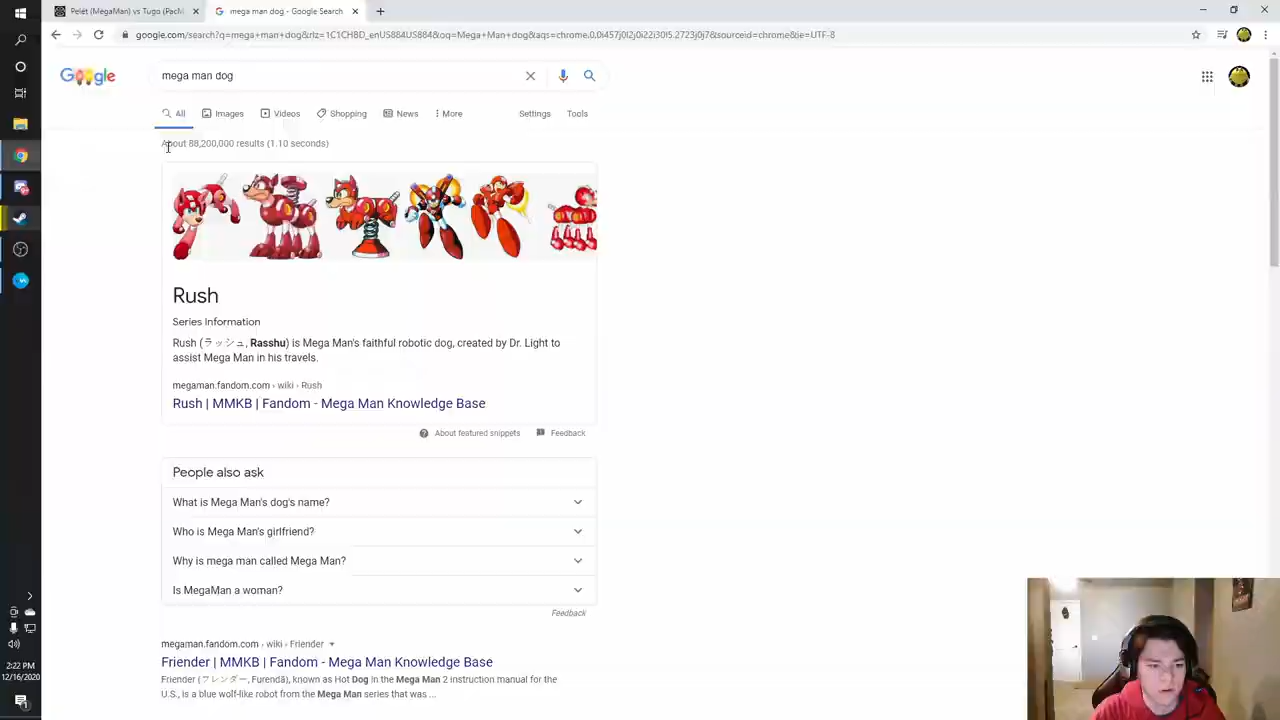 Pelét (MegaMan) vs Tugo (PacM
mega man dog - Google Search
google.com/search?q=mega+man+dog&rlz=1C1CHBD_enUS884US884&oq=Mega+Man+dog&aqs=chrome.0.0i457j0l2j0i22i30l5.2723j0j7&sourceid=chrome&ie=UTF-8
Google
mega man dog
All Images Videos Shopping News More Settings Tools
About 88,200,000 results (1.10 seconds)
Rush
Series Information
Rush (ラッシュ, Rasshu) is Mega Man's faithful robotic dog, created by Dr. Light to
assist Mega Man in his travels.
megaman.fandom.com › wiki › Rush
Rush | MMKB | Fandom - Mega Man Knowledge Base
About featured snippets Feedback
People also ask
What is Mega Man's dog's name?
Who is Mega Man's girlfriend?
Why is mega man called Mega Man?
Is MegaMan a woman?
Feedback
megaman.fandom.com › wiki › Friender
Friender | MMKB | Fandom - Mega Man Knowledge Base
Friender (フレンダー, Furendā), known as Hot Dog in the Mega Man 2 instruction manual for the
U.S., is a blue wolf-like robot from the Mega Man series that was ...
2:22 PM
12/16/2020